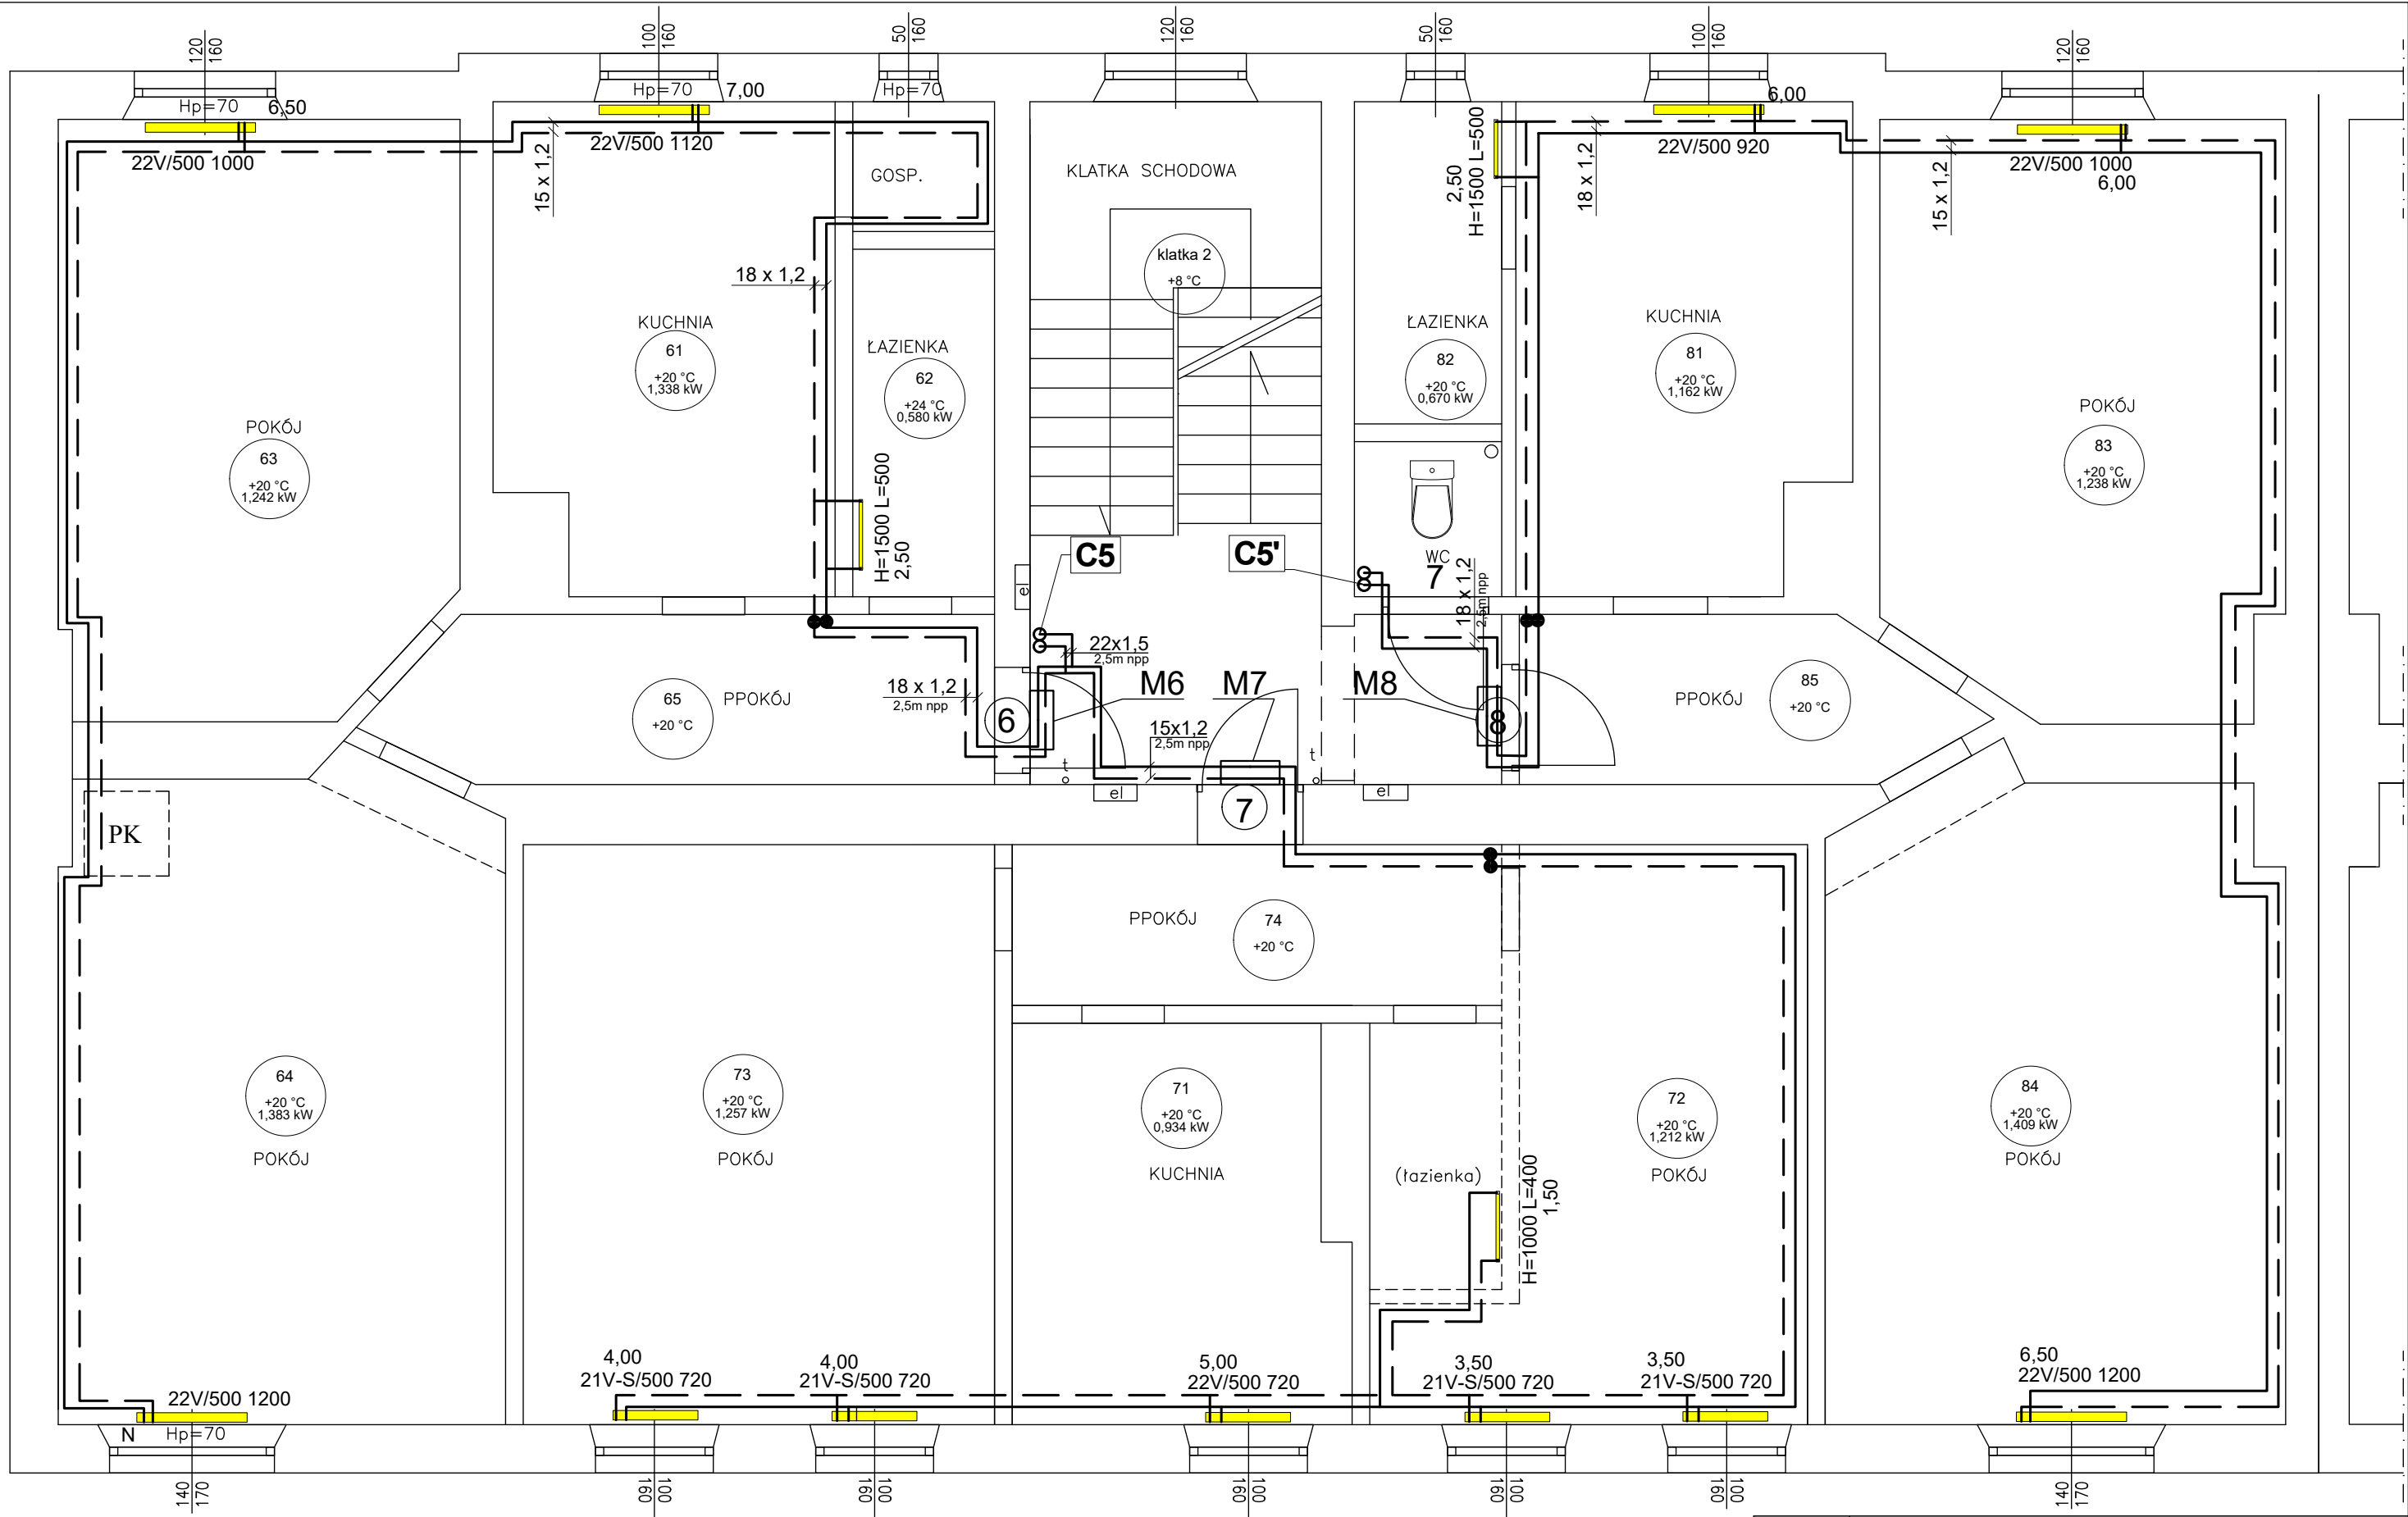 120
160
100
160
50
160
120
160
50
160
100
160
120
160
Hp=70
6,50
22V/500 1000
Hp=70
7,00
22V/500 1120
15 x 1,2
Hp=70
GOSP.
KLATKA SCHODOWA
klatka 2
+8 °C
2,50
H=1500 L=500
18 x 1,2
6,00
22V/500 920
15 x 1,2
22V/500 1000
6,00
18 x 1,2
KUCHNIA
61
+20 °C
1,338 kW
ŁAZIENKA
62
+24 °C
0,580 kW
H=1500 L=500
2,50
ŁAZIENKA
82
+20 °C
0,670 kW
KUCHNIA
81
+20 °C
1,162 kW
POKÓJ
83
+20 °C
1,238 kW
POKÓJ
63
+20 °C
1,242 kW
C5
C5'
WC
7
18 x 1,2
2,5m npp
el
22x1,5
2,5m npp
18 x 1,2
2,5m npp
M6
M7
M8
65
+20 °C
PPOKÓJ
6
15x1,2
2,5m npp
t
t
8
PPOKÓJ
85
+20 °C
el
el
7
PK
PPOKÓJ
74
+20 °C
64
+20 °C
1,383 kW
POKÓJ
73
+20 °C
1,257 kW
POKÓJ
71
+20 °C
0,934 kW
KUCHNIA
(łazienka)
H=1000 L=400
1,50
72
+20 °C
1,212 kW
POKÓJ
84
+20 °C
1,409 kW
POKÓJ
22V/500 1200
N
Hp=70
4,00
21V-S/500 720
4,00
21V-S/500 720
5,00
22V/500 720
3,50
21V-S/500 720
3,50
21V-S/500 720
6,50
22V/500 1200
140
170
100
160
100
160
100
160
100
160
100
160
140
170